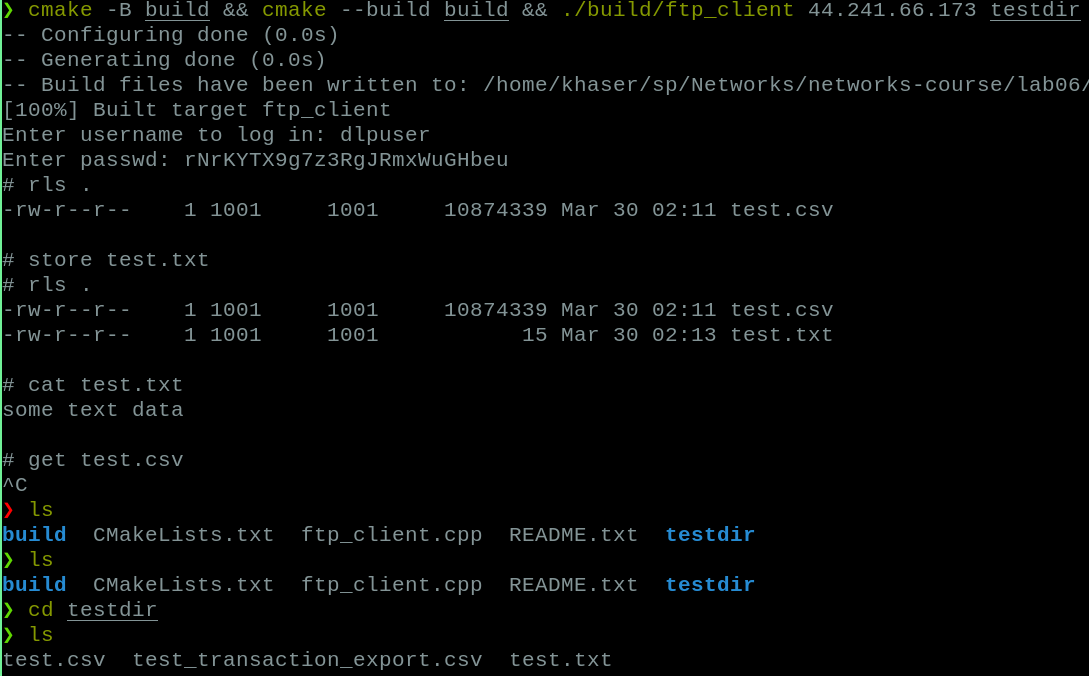 ❯ cmake -B build && cmake --build build && ./build/ftp_client 44.241.66.173 testdir
-- Configuring done (0.0s)
-- Generating done (0.0s)
-- Build files have been written to: /home/khaser/sp/Networks/networks-course/lab06/
[100%] Built target ftp_client
Enter username to log in: dlpuser
Enter passwd: rNrKYTX9g7z3RgJRmxWuGHbeu
# rls .
-rw-r--r--    1 1001     1001     10874339 Mar 30 02:11 test.csv
# store test.txt
# rls .
-rw-r--r--    1 1001     1001     10874339 Mar 30 02:11 test.csv
-rw-r--r--    1 1001     1001           15 Mar 30 02:13 test.txt
# cat test.txt
some text data
# get test.csv
^C
❯ ls
build  CMakeLists.txt  ftp_client.cpp  README.txt  testdir
❯ ls
build  CMakeLists.txt  ftp_client.cpp  README.txt  testdir
❯ cd testdir
❯ ls
test.csv  test_transaction_export.csv  test.txt